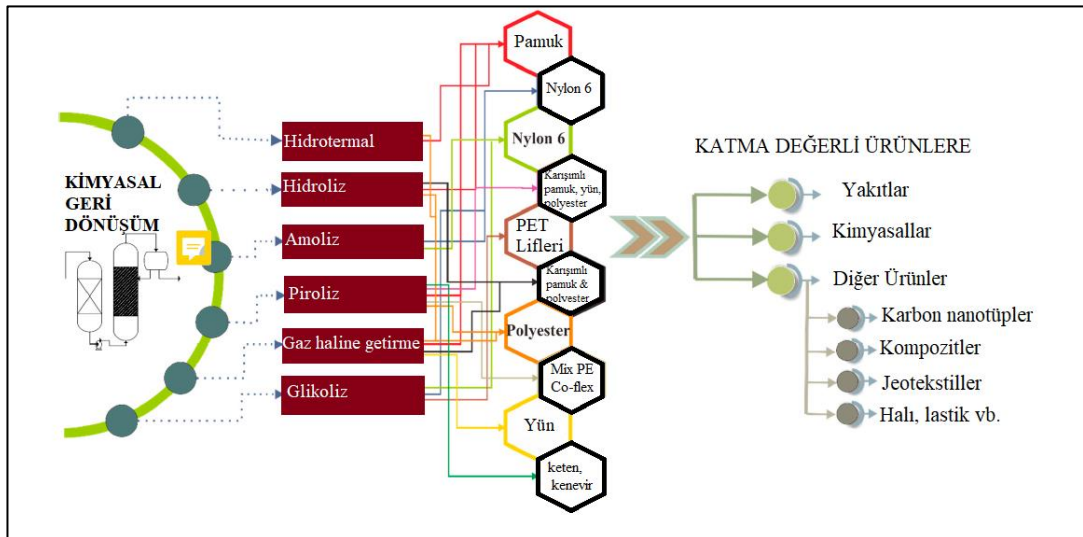 KİMYASAL
GERİ
DÖNÜŞÜM
Hidrotermal
Hidroliz
Amoliz
Piroliz
Gaz haline getirme
Glikoliz
Pamuk
Nylon 6
Nylon 6
Karışımlı
pamuk, yün,
polyester
PET
Lifleri
Karışımlı
pamuk &
polyester
Polyester
Mix PE
Co-flex
Yün
keten,
kenevir
KATMA DEĞERLİ ÜRÜNLERE
Yakıtlar
Kimyasallar
Diğer Ürünler
Karbon nanotüpler
Kompozitler
Jeotekstiller
Halı, lastik vb.